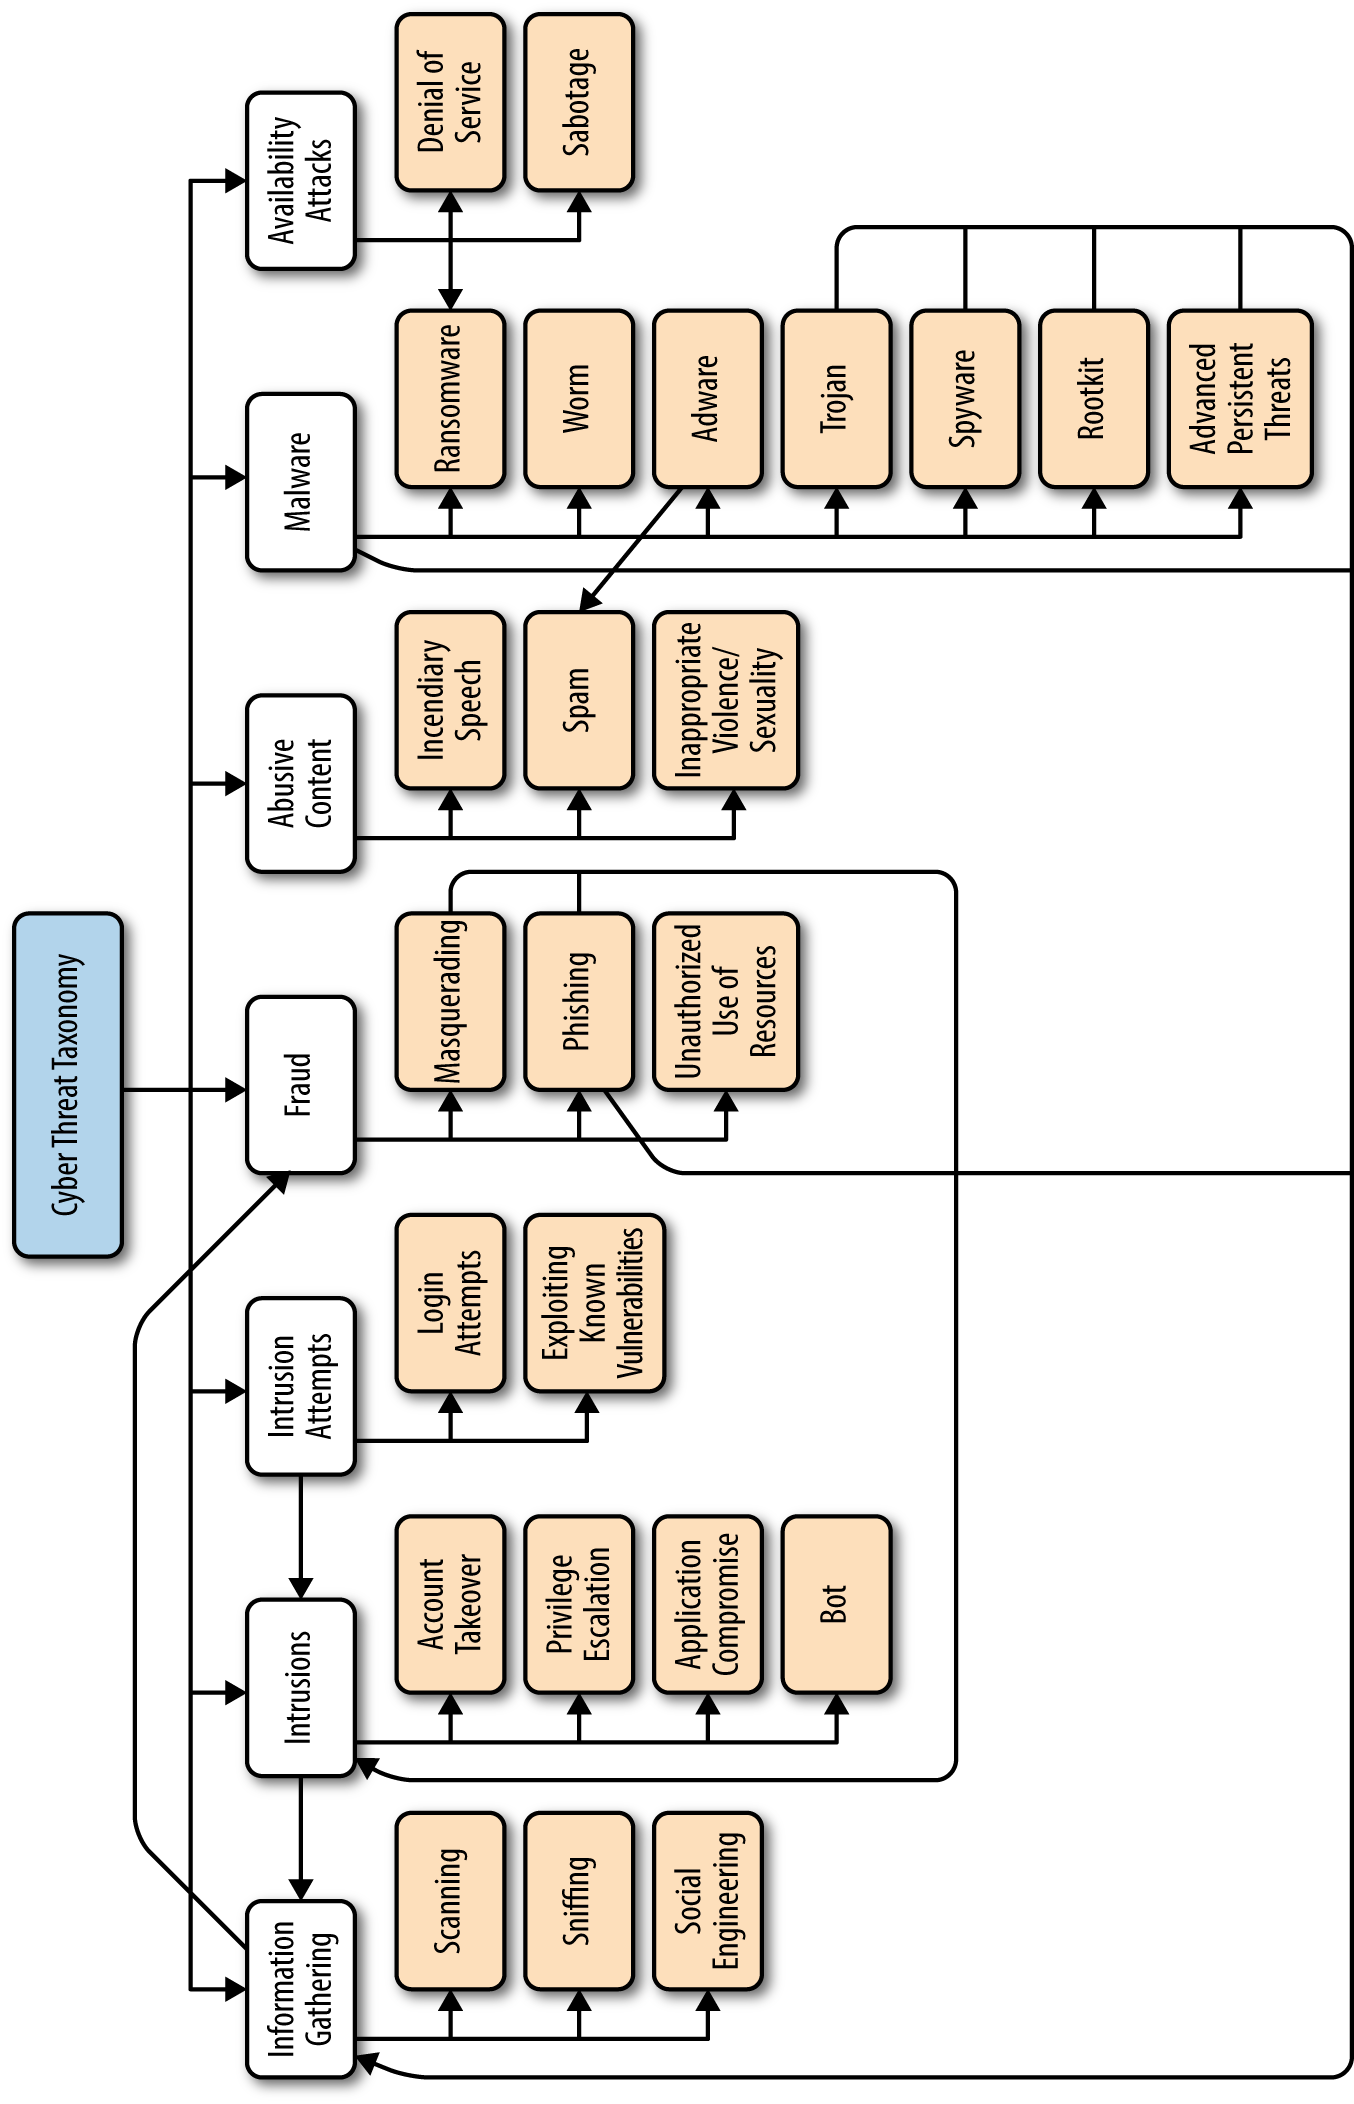 Cyber Threat Taxonomy
Information
Gathering
Scanning
Sniffing
Social
Engineering
Intrusions
Account
Takeover
Privilege
Escalation
Application
Compromise
Bot
Intrusion
Attempts
Login
Attempts
Exploiting
Known
Vulnerabilities
Fraud
Masquerading
Phishing
Unauthorized
Use of
Resources
Abusive
Content
Incendiary
Speech
Spam
Inappropriate
Violence/
Sexuality
Malware
Ransomware
Worm
Adware
Trojan
Spyware
Rootkit
Advanced
Persistent
Threats
Availability
Attacks
Denial of
Service
Sabotage